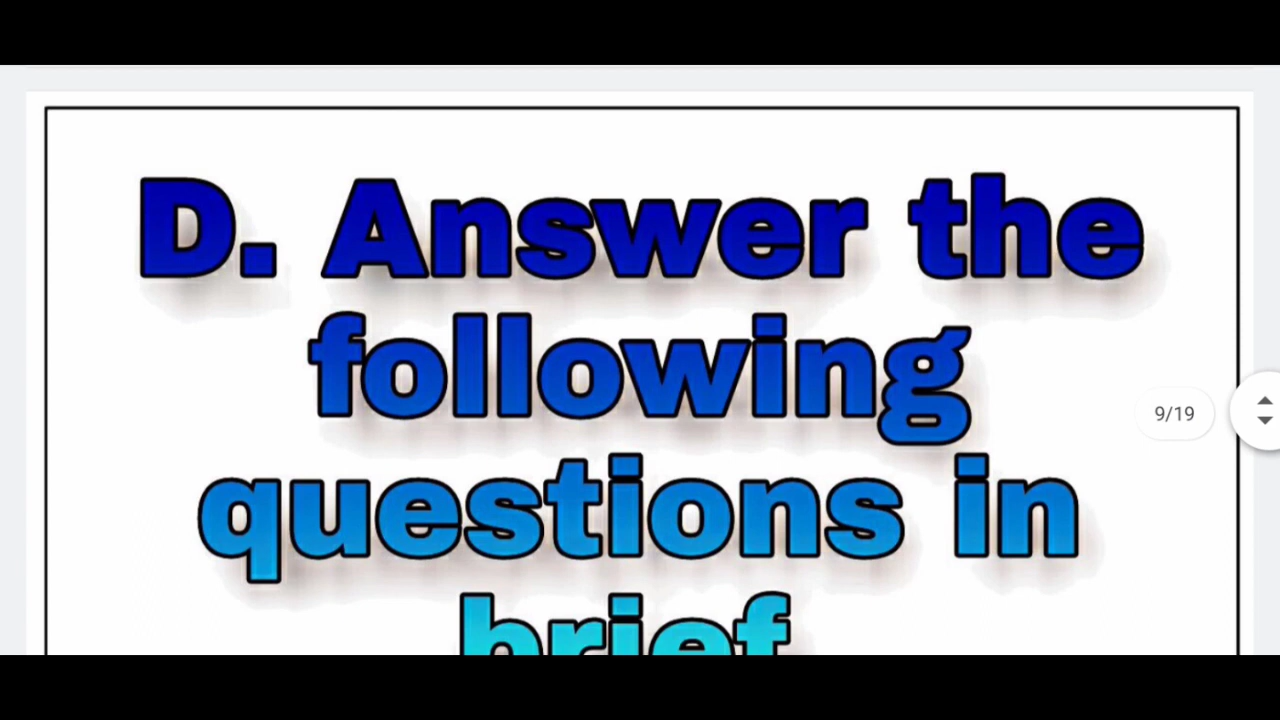 D. Answer the
following
questions in
brief
9/19